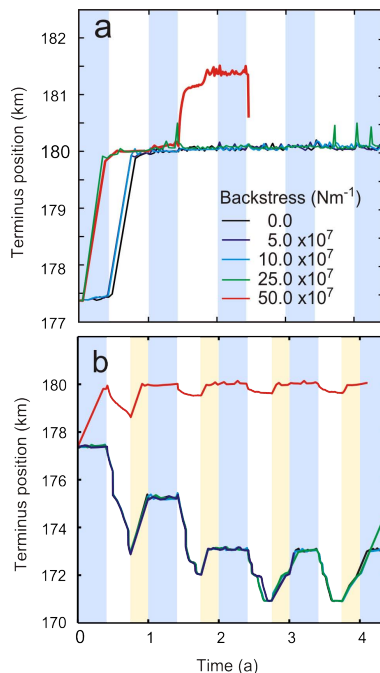 a
182
181
180
179
178
177
Terminus position (km)
Backstress (Nm⁻¹)
0.0
5.0 x10⁷
10.0 x10⁷
25.0 x10⁷
50.0 x10⁷
b
180
178
176
174
172
170
Terminus position (km)
0 1 2 3 4
Time (a)